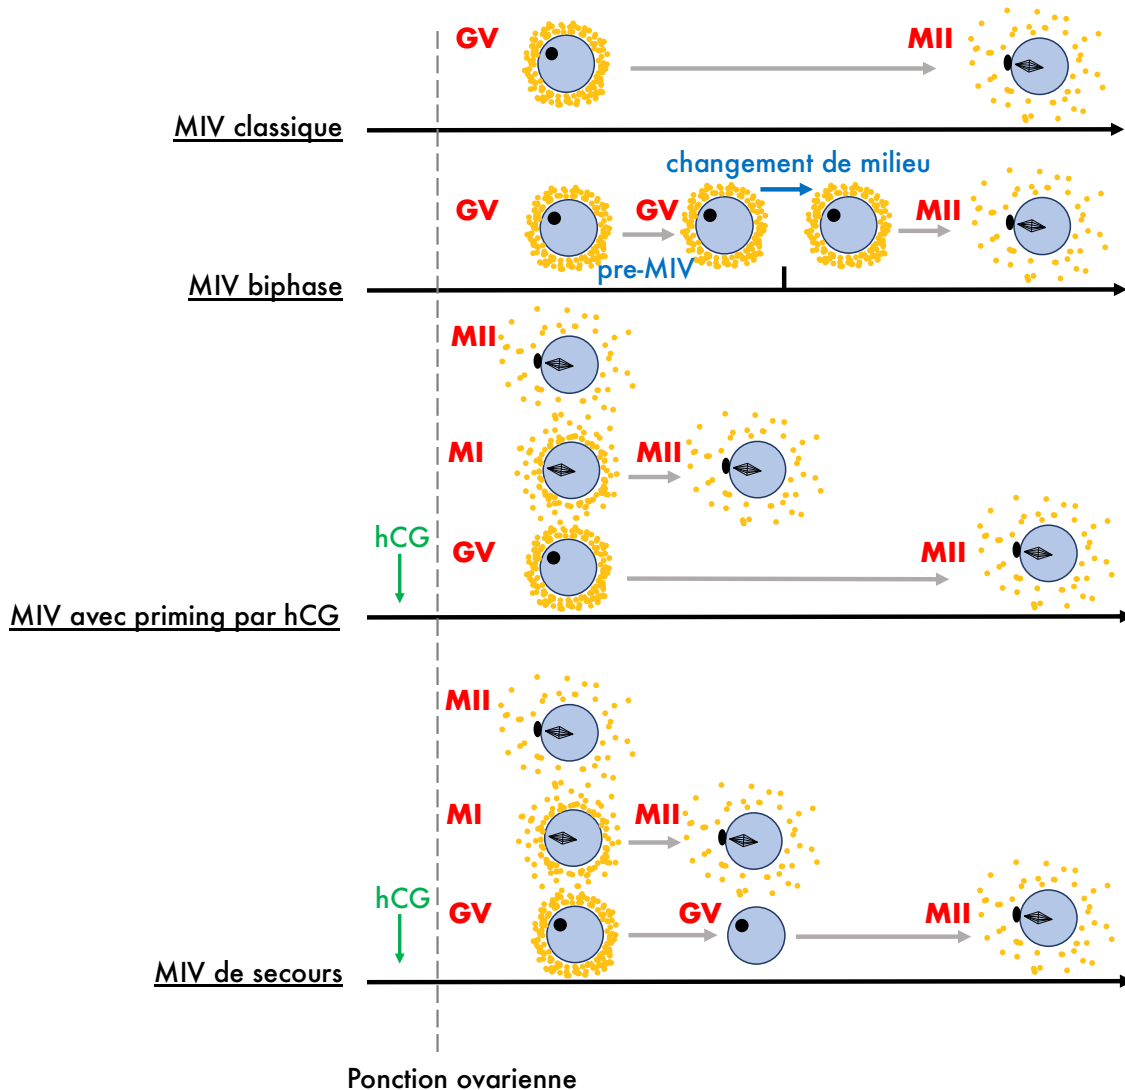 GV
MII
MIV classique
changement de milieu
GV
GV
MII
pre-MIV
MIV biphase
MII
MI
MII
hCG
GV
MII
MIV avec priming par hCG
MII
MI
MII
hCG
GV
GV
MII
MIV de secours
Ponction ovarienne